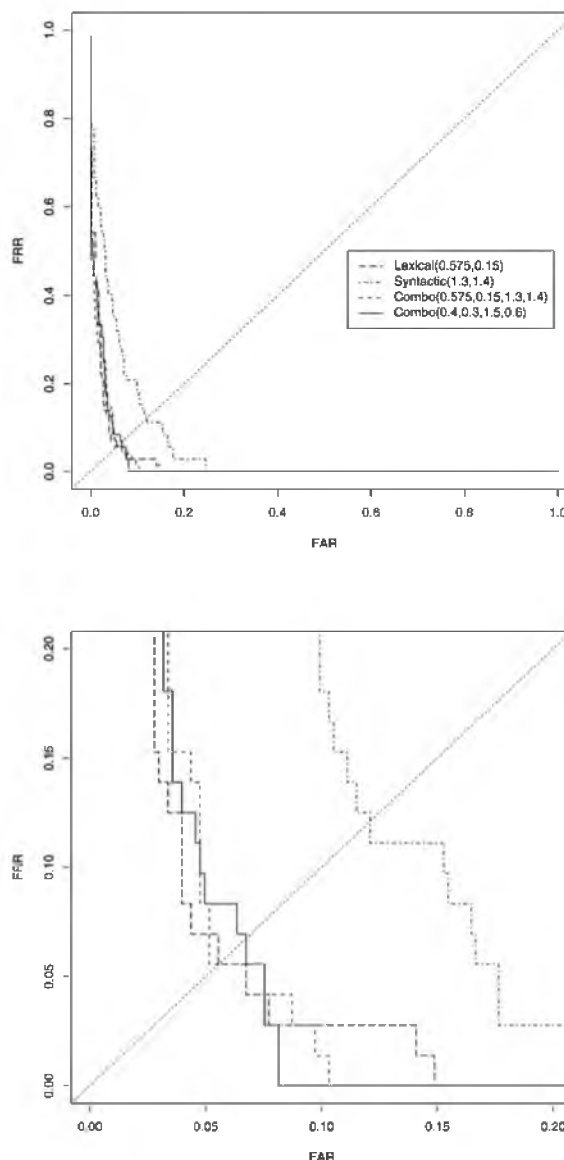 1.0
0.8
0.6
0.4
0.2
0.0
FRR
Lexical(0.575,0.15)
Syntactic(1.3,1.4)
Combo(0.575,0.15,1.3,1.4)
Combo(0.4,0.3,1.5,0.6)
0.0 0.2 0.4 0.6 0.8 1.0
FAR
0.20
0.15
0.10
0.05
0.00
FRR
0.00 0.05 0.10 0.15 0.20
FAR